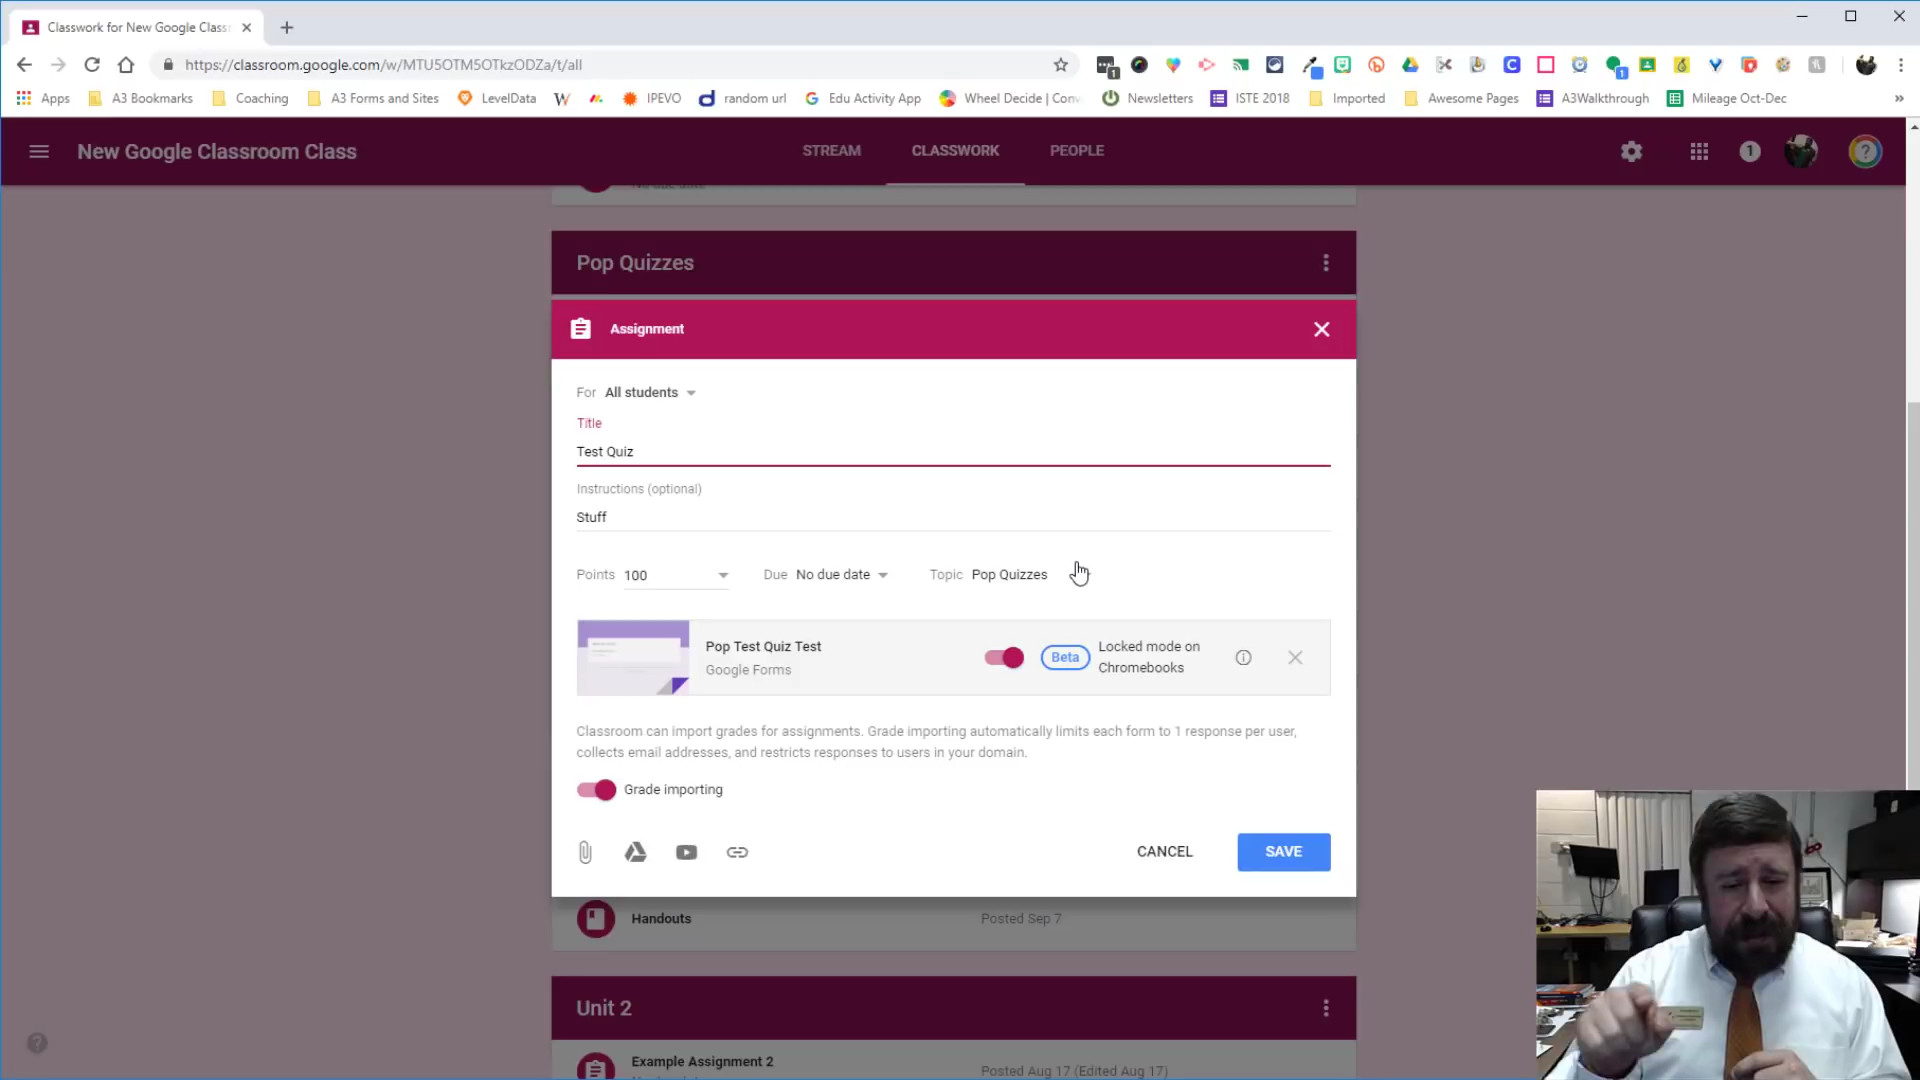 Classwork for New Google Class
https://classroom.google.com/w/MTU5OTM5OTkzODZa/t/all
1
1
Apps
A3 Bookmarks
Coaching
A3 Forms and Sites
LevelData
IPEVO
random url
Edu Activity App
Wheel Decide | Conv
Newsletters
ISTE 2018
Imported
Awesome Pages
A3Walkthrough
Mileage Oct-Dec
»
New Google Classroom Class
STREAM
CLASSWORK
PEOPLE
1
?
Pop Quizzes
Assignment
For All students
Title
Test Quiz
Instructions (optional)
Stuff
Points 100
Due No due date
Topic Pop Quizzes
Pop Test Quiz Test
Google Forms
Beta
Locked mode on
Chromebooks
Classroom can import grades for assignments. Grade importing automatically limits each form to 1 response per user,
collects email addresses, and restricts responses to users in your domain.
Grade importing
CANCEL
SAVE
Handouts
Posted Sep 7
Unit 2
Example Assignment 2
Posted Aug 17 (Edited Aug 17)
?